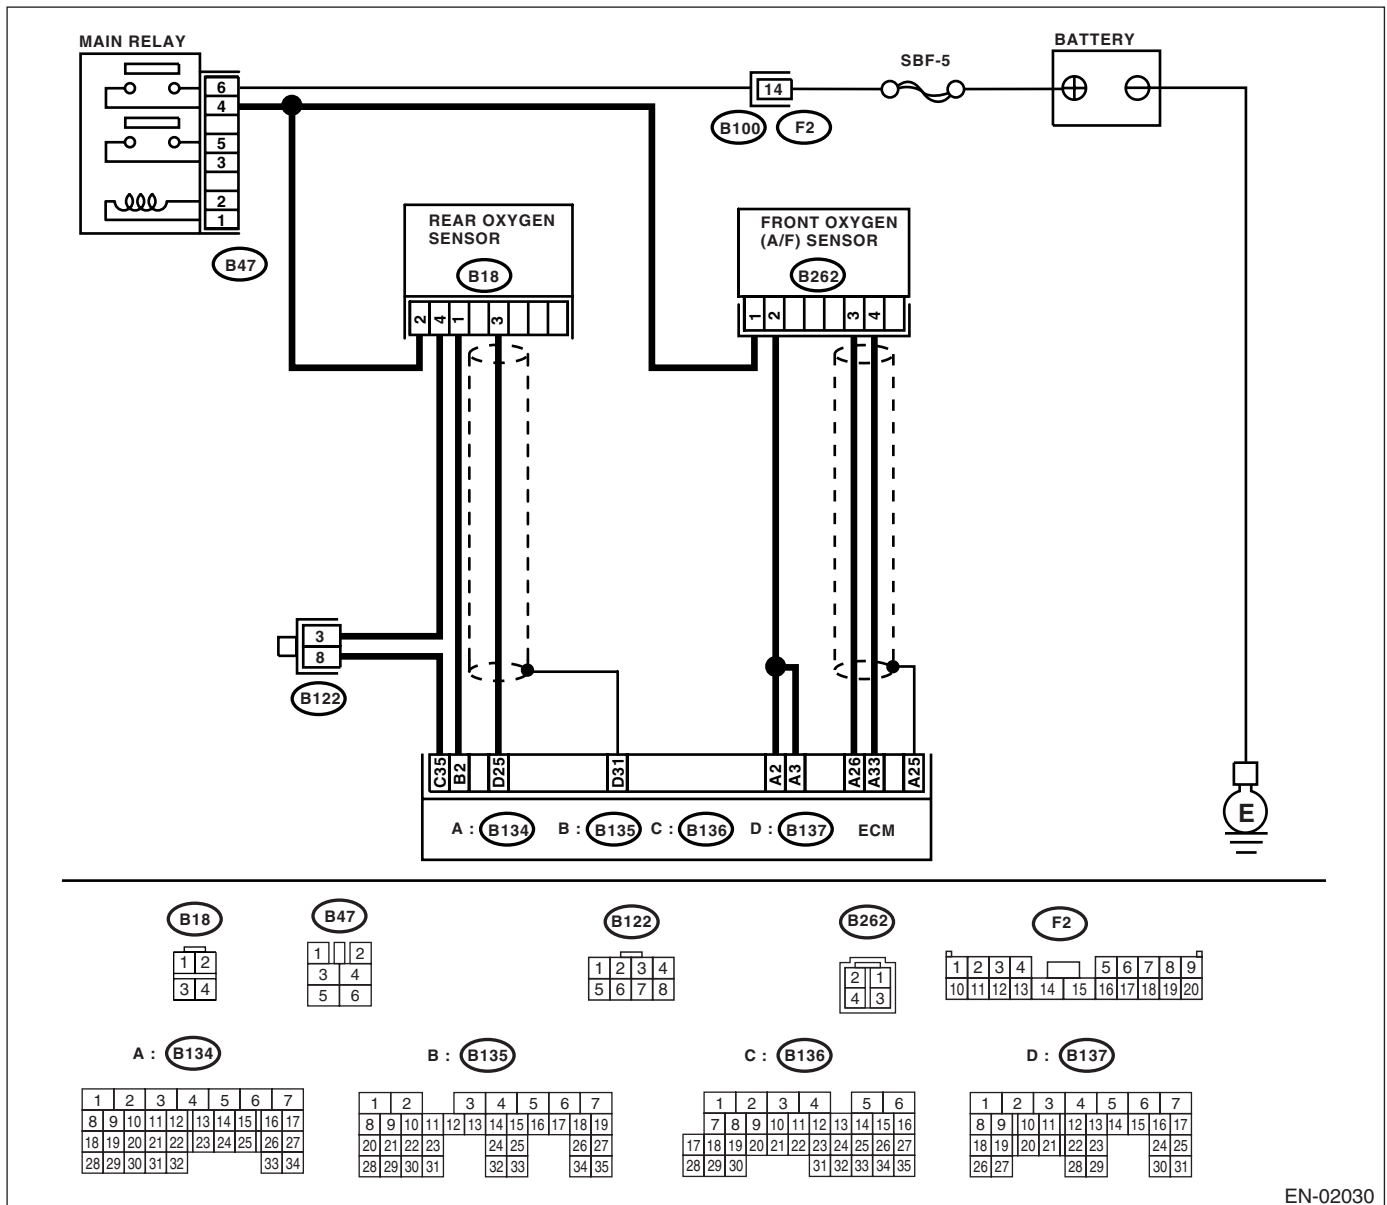 MAIN RELAY
BATTERY
SBF-5
6
4
5
3
2
1
14
B100 F2
B47
REAR OXYGEN
SENSOR
B18
2 4 1 3
FRONT OXYGEN
(A/F) SENSOR
B262
1 2 3 4
3
8
B122
C35 B2 D25 D31 A2 A3 A26 A33 A25
A : B134 B : B135 C : B136 D : B137 ECM
E
B18
1 2
3 4
B47
1 2
3 4
5 6
B122
1 2 3 4
5 6 7 8
B262
2 1
4 3
F2
1 2 3 4 5 6 7 8 9
10 11 12 13 14 15 16 17 18 19 20
A : B134
1 2 3 4 5 6 7
8 9 10 11 12 13 14 15 16 17
18 19 20 21 22 23 24 25 26 27
28 29 30 31 32 33 34
B : B135
1 2 3 4 5 6 7
8 9 10 11 12 13 14 15 16 17 18 19
20 21 22 23 24 25 26 27
28 29 30 31 32 33 34 35
C : B136
1 2 3 4 5 6
7 8 9 10 11 12 13 14 15 16
17 18 19 20 21 22 23 24 25 26 27
28 29 30 31 32 33 34 35
D : B137
1 2 3 4 5 6 7
8 9 10 11 12 13 14 15 16 17
18 19 20 21 22 23 24 25
26 27 28 29 30 31
EN-02030